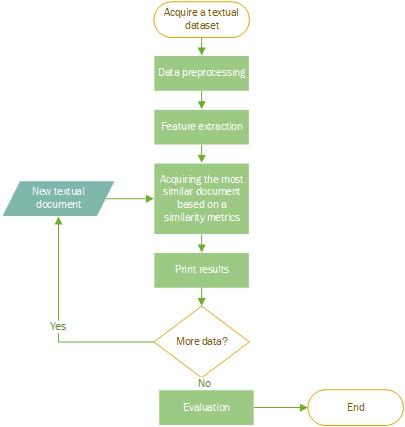 Acquire a textual
dataset
Data preprocessing
Feature extraction
Acquiring the most
similar document
based on a
similarity metrics
New textual
document
Print results
More data?
Yes
No
Evaluation
End